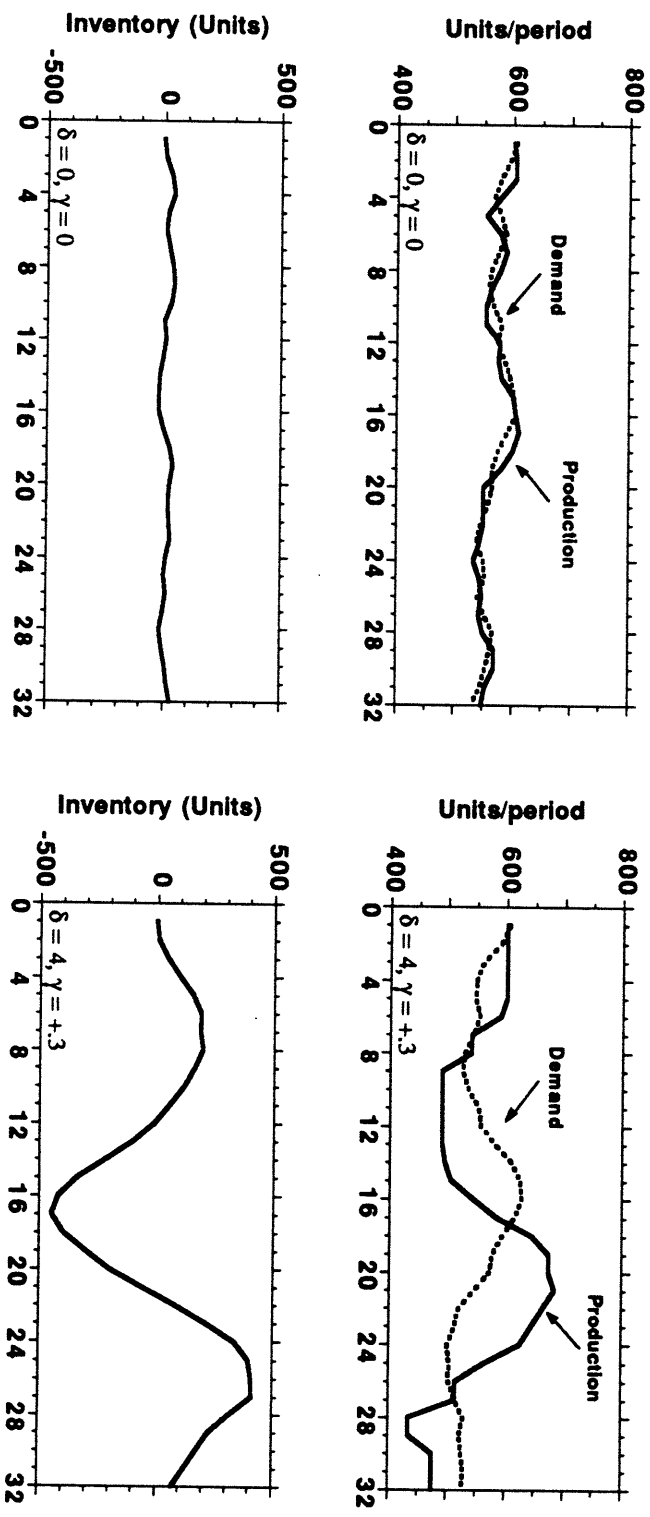 Units/period
800
600
400
Demand
Production
δ = 0, γ = 0
0 4 8 12 16 20 24 28 32
Units/period
800
600
400
Demand
Production
δ = 4, γ = +.3
0 4 8 12 16 20 24 28 32
Inventory (Units)
500
0
-500
δ = 0, γ = 0
0 4 8 12 16 20 24 28 32
Inventory (Units)
500
0
-500
δ = 4, γ = +.3
0 4 8 12 16 20 24 28 32